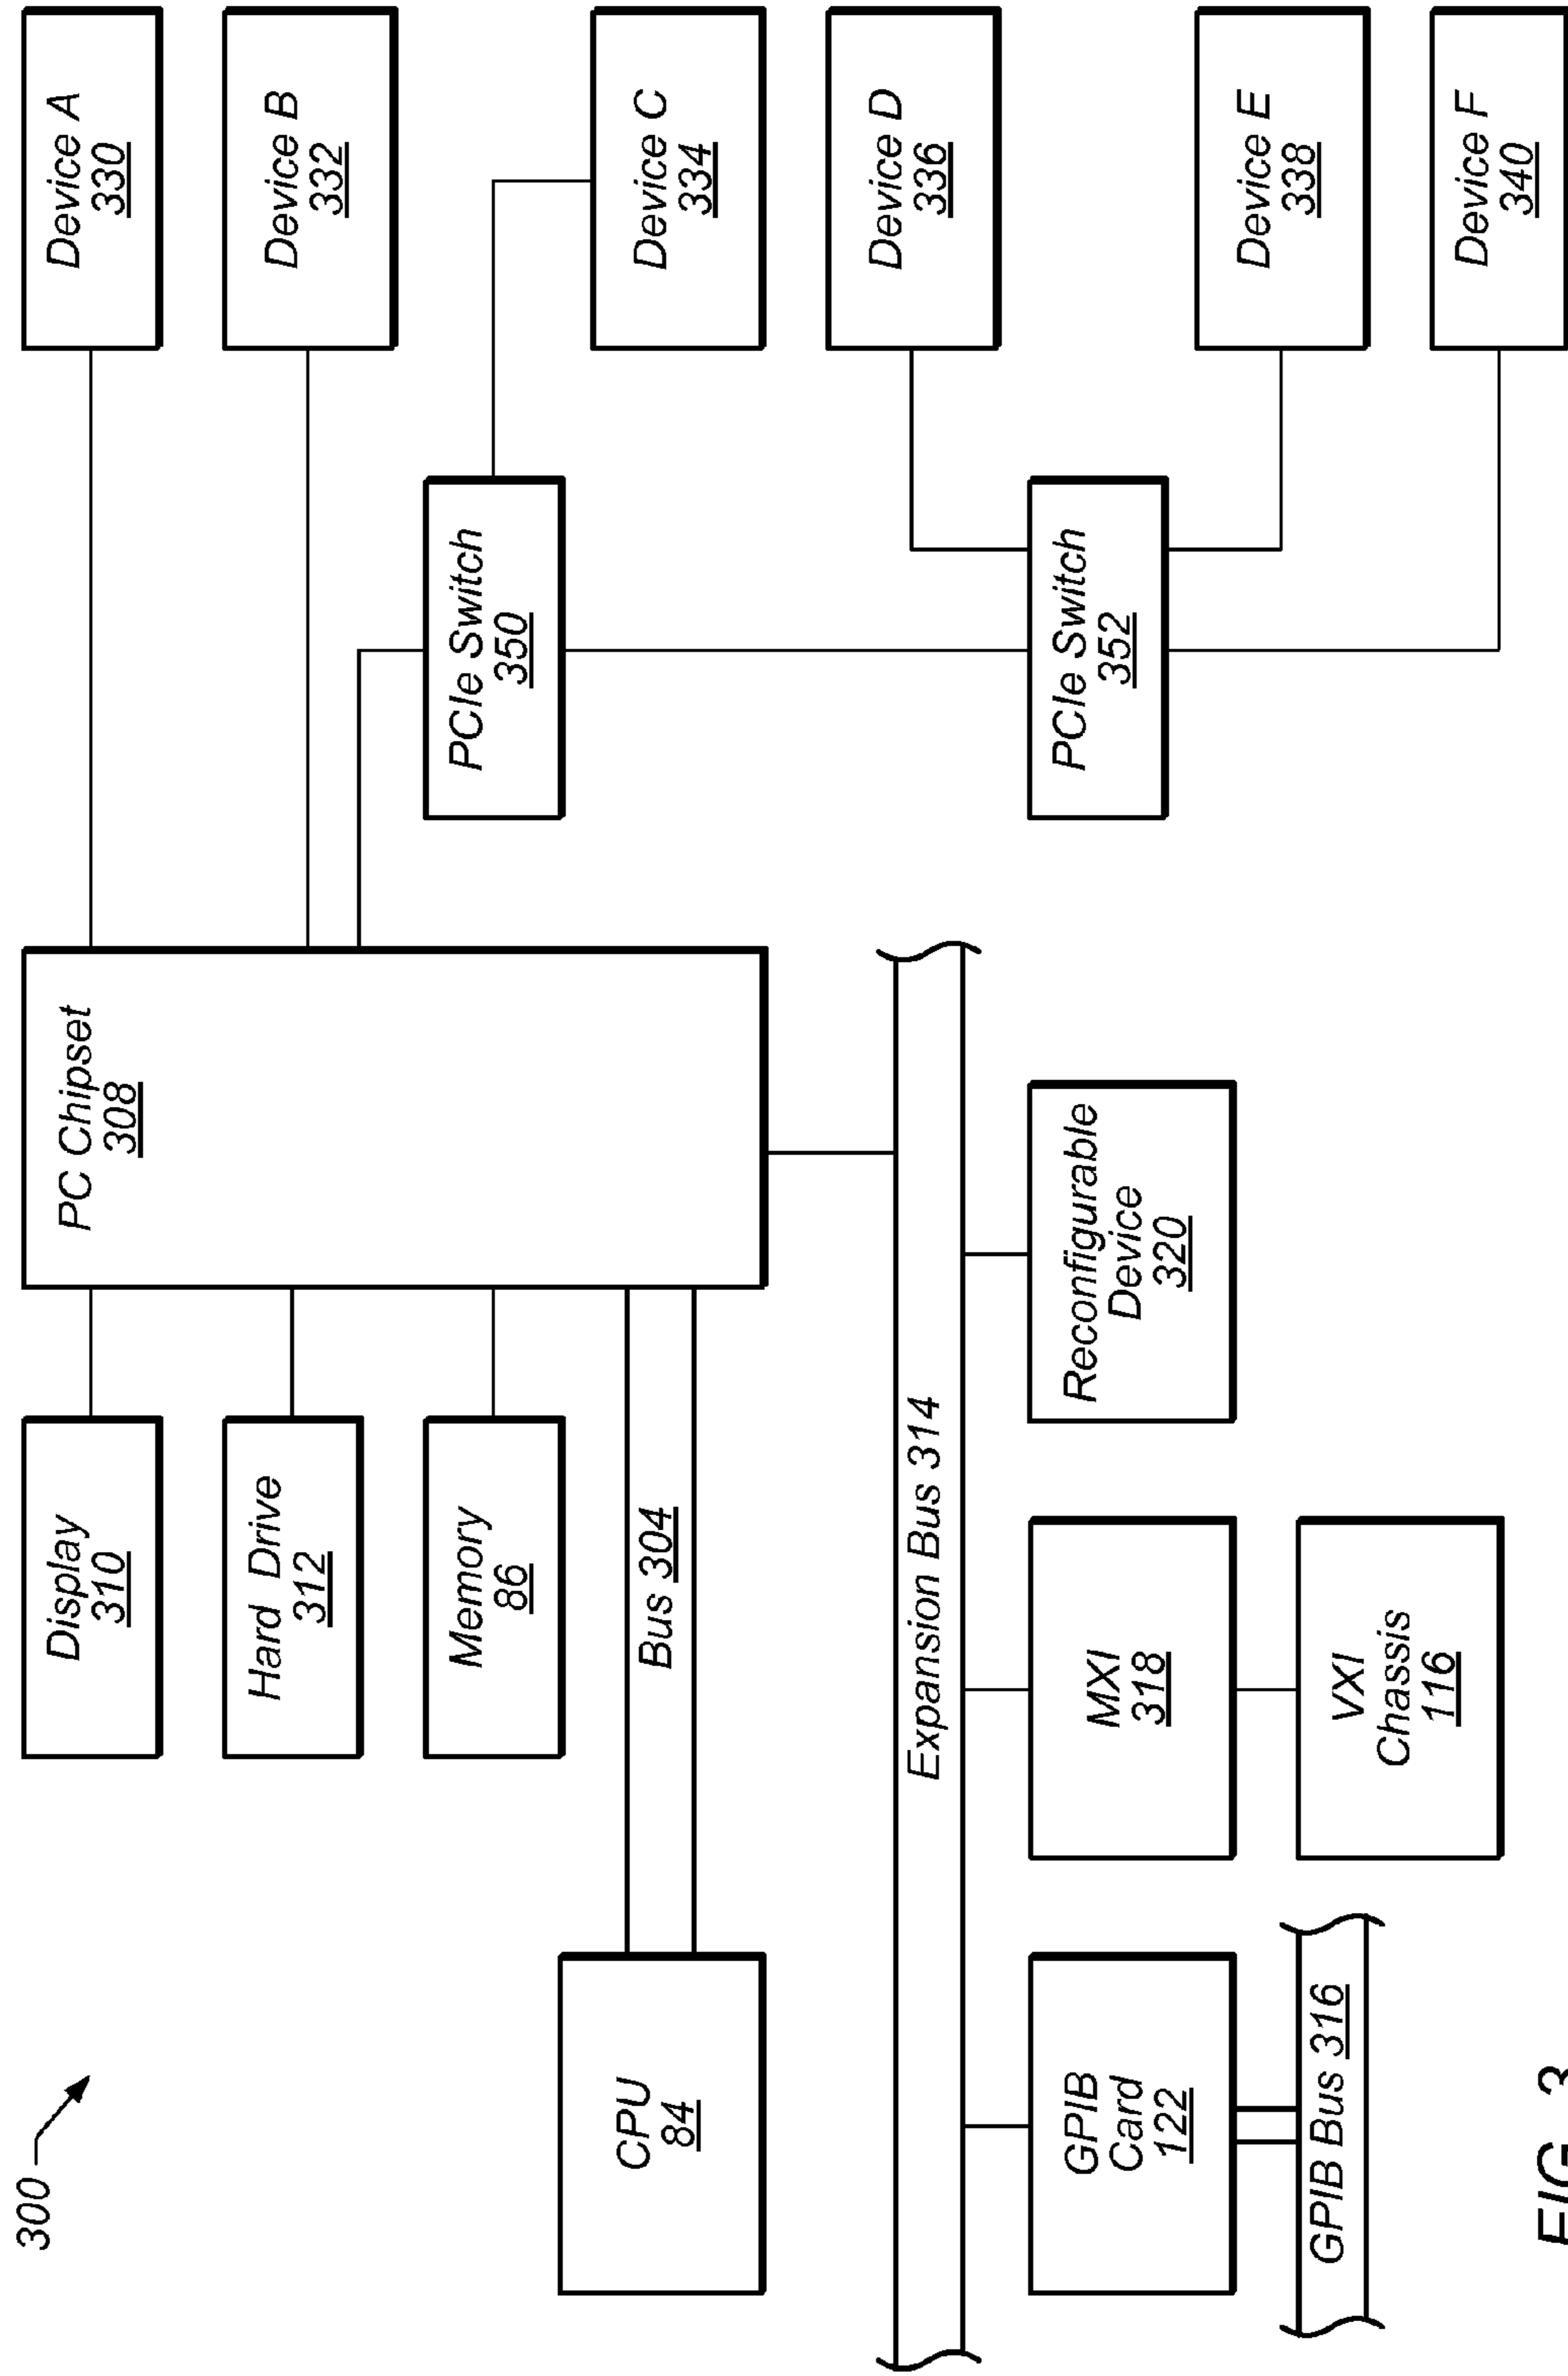 300
CPU
84
Display
310
Hard Drive
312
Memory
86
Bus 304
PC Chipset
308
Device A
330
Device B
332
PCIe Switch
350
Device C
334
Device D
336
PCIe Switch
352
Device E
338
Device F
340
Expansion Bus 314
GPIB
Card
122
MXI
318
Reconfigurable
Device
320
VXI
Chassis
116
GPIB Bus 316
FIG. 3